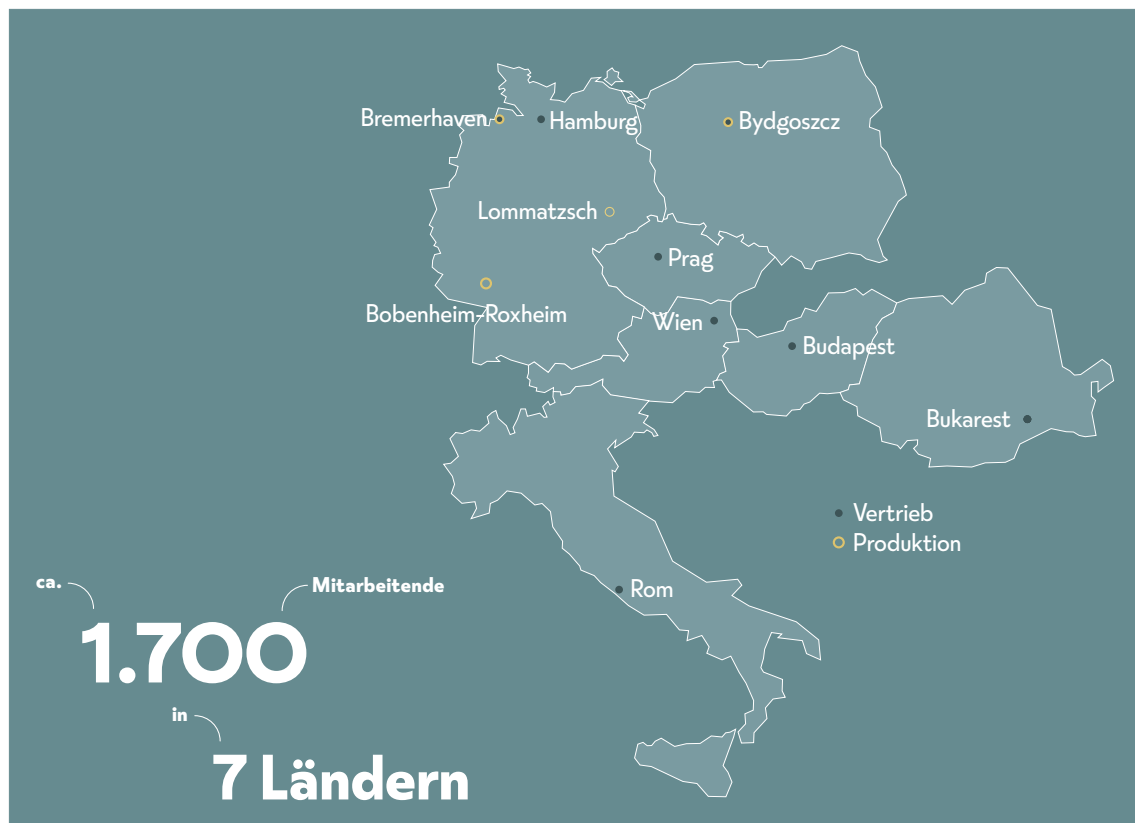 Bremerhaven
Hamburg
Bydgoszcz
Lommatzsch
Prag
Bobenheim-Roxheim
Wien
Budapest
Bukarest
Vertrieb
Produktion
Rom
ca.
Mitarbeitende
1.700
in
7 Ländern